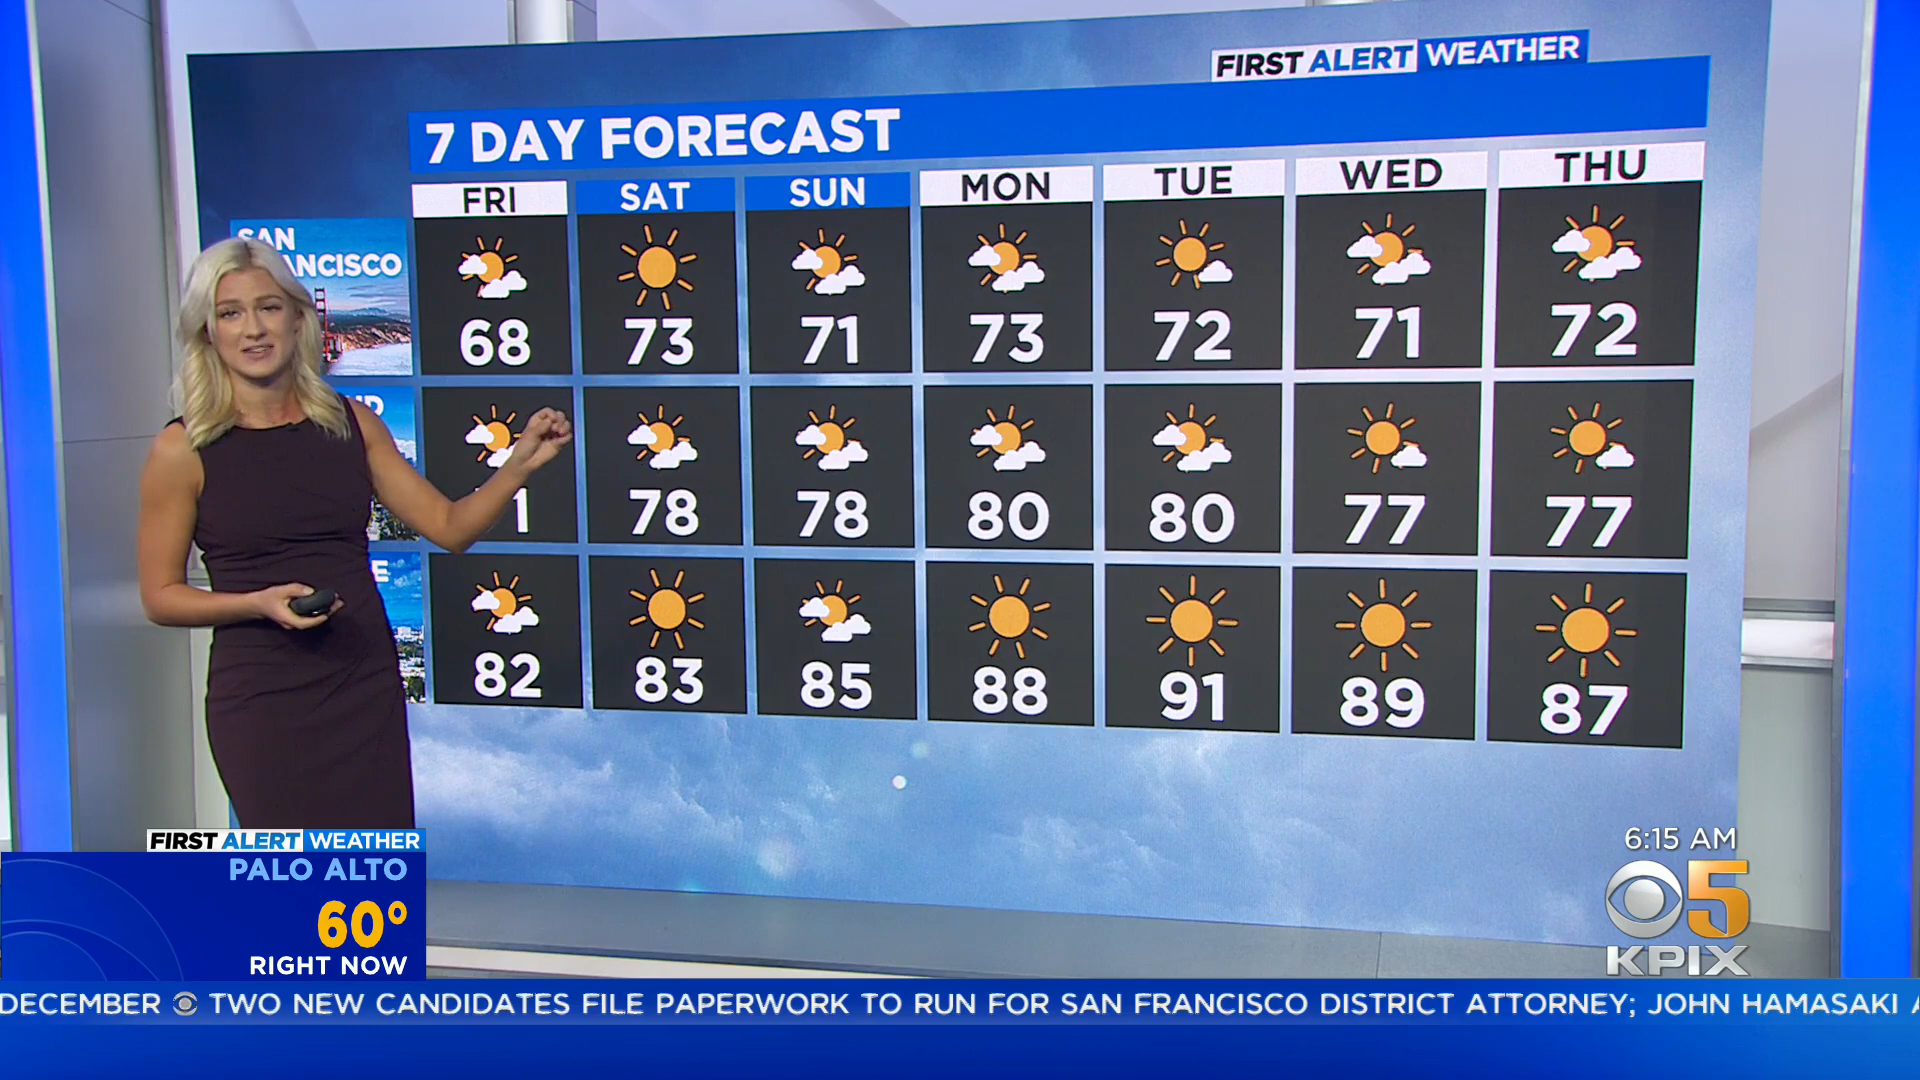 FIRST ALERT WEATHER
7 DAY FORECAST
FRI SAT SUN MON TUE WED THU
SAN
ANCISCO
68 73 71 73 72 71 72
1 78 78 80 80 77 77
82 83 85 88 91 89 87
FIRST ALERT WEATHER
PALO ALTO
60°
RIGHT NOW
6:15 AM
5
KPIX
DECEMBER TWO NEW CANDIDATES FILE PAPERWORK TO RUN FOR SAN FRANCISCO DISTRICT ATTORNEY; JOHN HAMASAKI